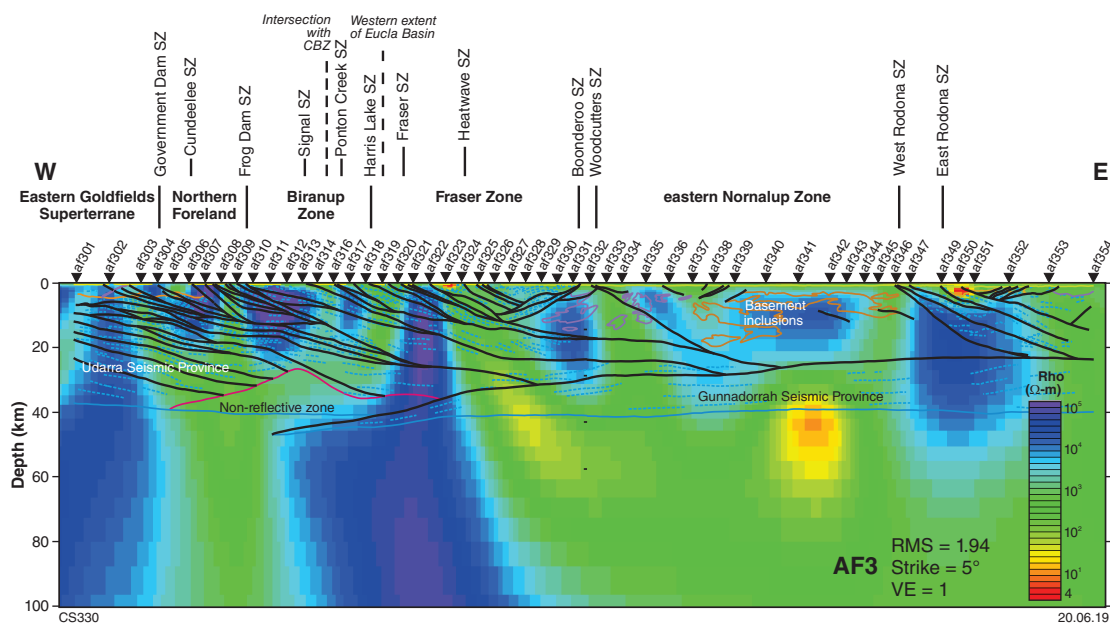 Intersection
with
CBZ
Western extent
of Eucla Basin
Government Dam SZ
Cundeelee SZ
Frog Dam SZ
Signal SZ
Ponton Creek SZ
Harris Lake SZ
Fraser SZ
Heatwave SZ
Boonderoo SZ
Woodcutters SZ
West Rodona SZ
East Rodona SZ
W
E
Eastern Goldfields
Superterrane
Northern
Foreland
Biranup
Zone
Fraser Zone
eastern Nornalup Zone
af301
af302
af303
af304
af305
af306
af307
af308
af309
af310
af311
af312
af313
af314
af316
af317
af318
af319
af320
af321
af322
af323
af324
af325
af326
af327
af328
af329
af330
af331
af332
af333
af334
af335
af336
af337
af338
af339
af340
af341
af342
af343
af344
af345
af346
af347
af349
af350
af351
af352
af353
af354
0
20
40
60
80
100
Depth (km)
0
Basement
inclusions
Udarra Seismic Province
Non-reflective zone
Gunnadorrah Seismic Province
Rho
(Ω-m)
10⁵
10⁴
10³
10²
10¹
4
AF3
RMS = 1.94
Strike = 5°
VE = 1
CS330
20.06.19